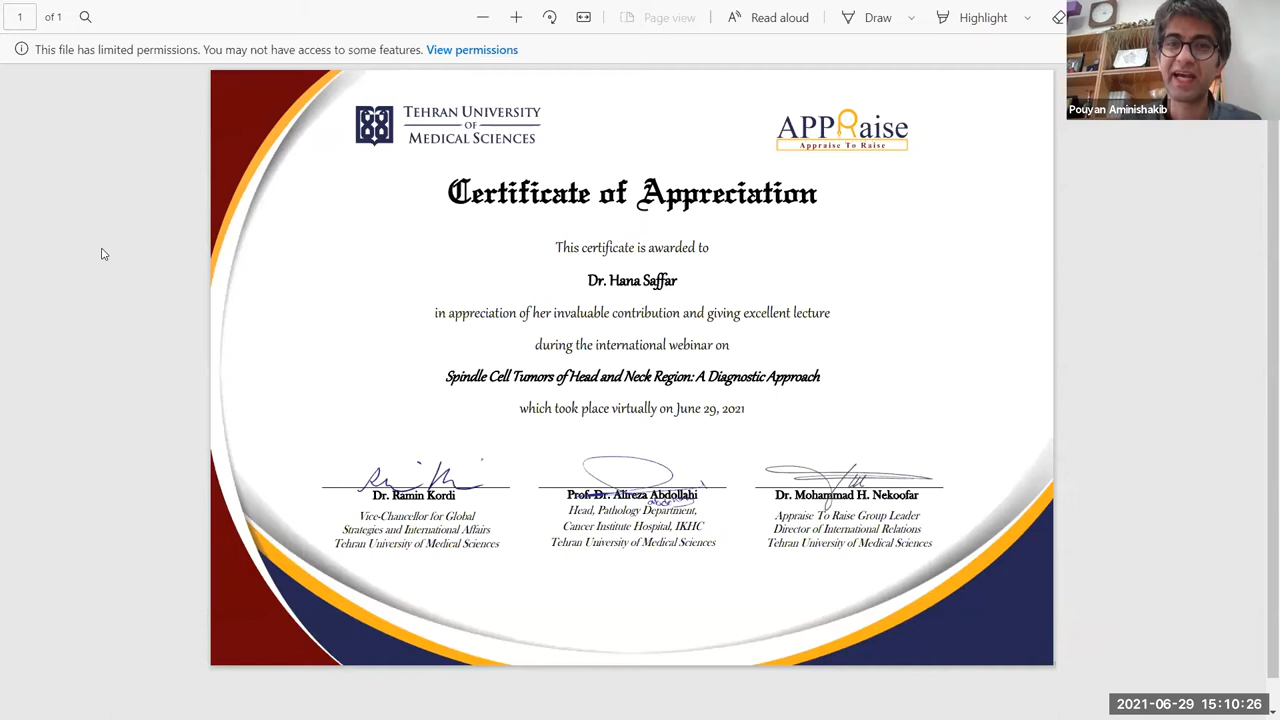 1 of 1 Page view Read aloud Draw Highlight
This file has limited permissions. You may not have access to some features. View permissions
Pouyan Aminishakib
TEHRAN UNIVERSITY
OF
MEDICAL SCIENCES
APPRaise
Appraise To Raise
Certificate of Appreciation
This certificate is awarded to
Dr. Hana Saffar
in appreciation of her invaluable contribution and giving excellent lecture
during the international webinar on
Spindle Cell Tumors of Head and Neck Region: A Diagnostic Approach
which took place virtually on June 29, 2021
Dr. Ramin Kordi
Vice-Chancellor for Global
Strategies and International Affairs
Tehran University of Medical Sciences
Prof. Dr. Alireza Abdollahi
Head, Pathology Department,
Cancer Institute Hospital, IKHC
Tehran University of Medical Sciences
Dr. Mohammad H. Nekoofar
Appraise To Raise Group Leader
Director of International Relations
Tehran University of Medical Sciences
2021-06-29 15:10:26